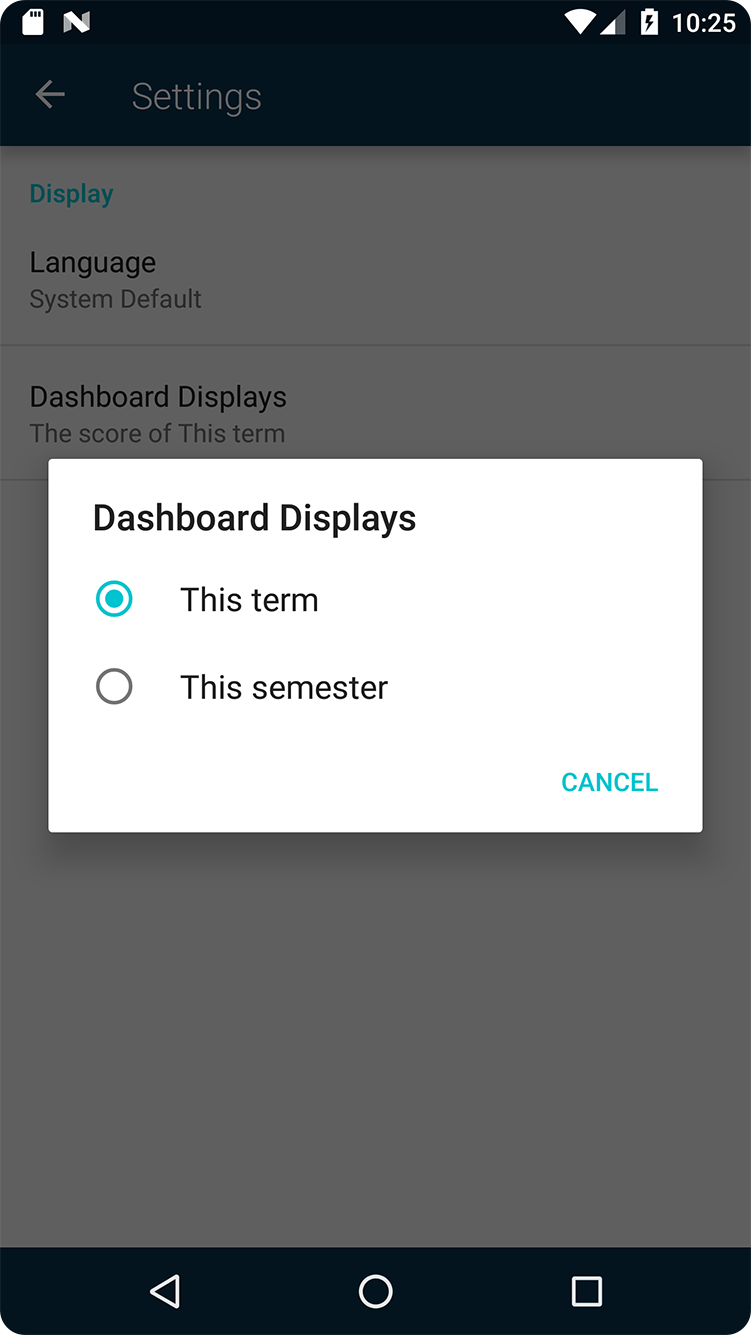 10:25
Settings
Display
Language
System Default
Dashboard Displays
The score of This term
Dashboard Displays
This term
This semester
CANCEL